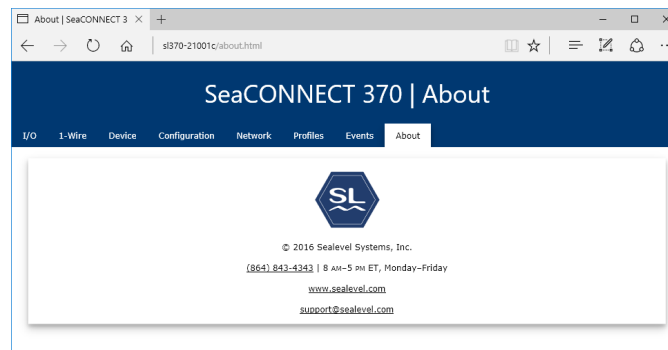 About | SeaCONNECT 3
sl370-21001c/about.html
SeaCONNECT 370 | About
I/O 1-Wire Device Configuration Network Profiles Events About
SL
© 2016 Sealevel Systems, Inc.
(864) 843-4343 | 8 AM–5 PM ET, Monday–Friday
www.sealevel.com
support@sealevel.com